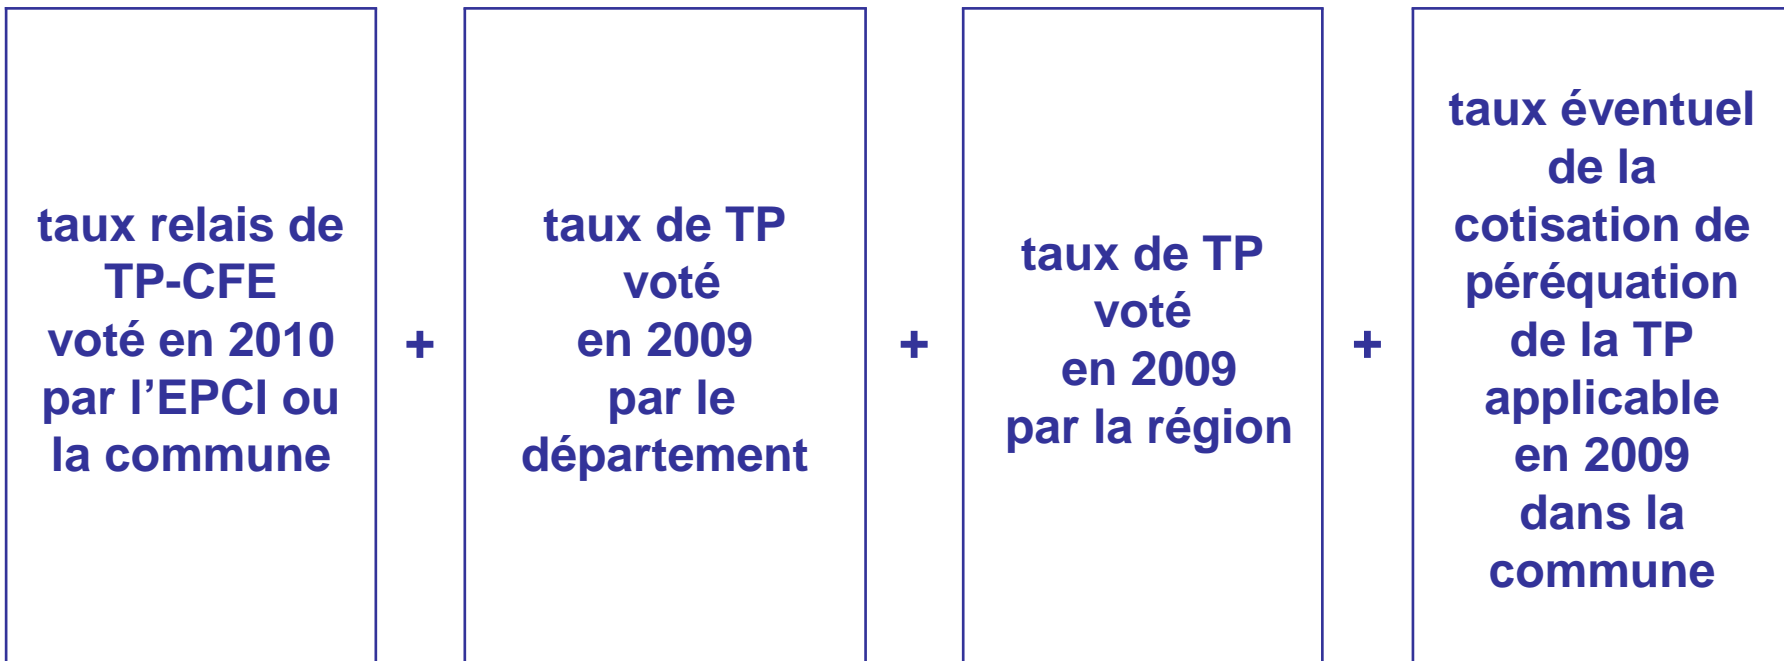 taux relais de
TP-CFE
voté en 2010
par l’EPCI ou
la commune
+
taux de TP
voté
en 2009
par le
département
+
taux de TP
voté
en 2009
par la région
+
taux éventuel
de la
cotisation de
péréquation
de la TP
applicable
en 2009
dans la
commune